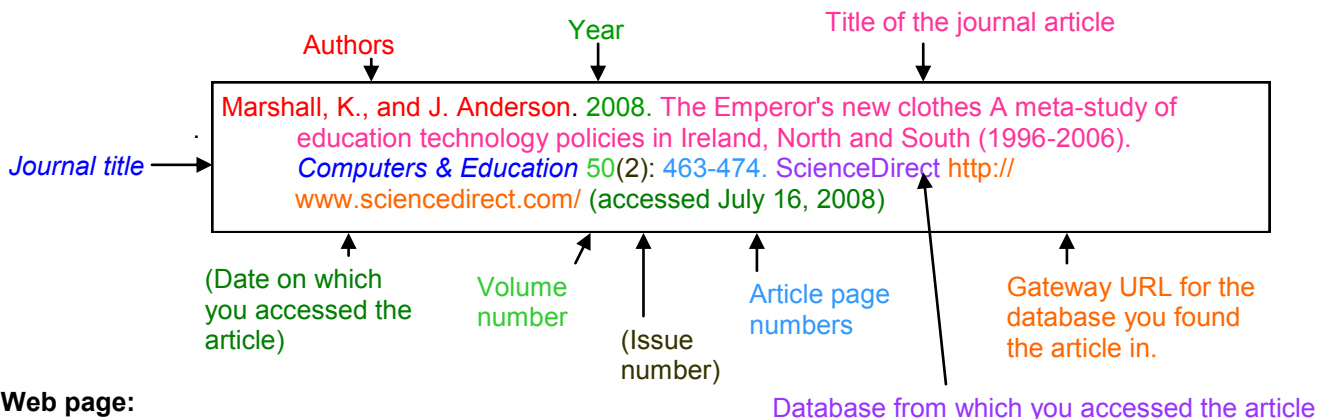 Title of the journal article
Year
Authors
Marshall, K., and J. Anderson. 2008. The Emperor's new clothes A meta-study of
education technology policies in Ireland, North and South (1996-2006).
.
Journal title
Computers & Education 50(2): 463-474. ScienceDirect http://
www.sciencedirect.com/ (accessed July 16, 2008)
(Date on which
you accessed the
article)
Volume
number
(Issue
number)
Article page
numbers
Gateway URL for the
database you found
the article in.
Web page:
Database from which you accessed the article